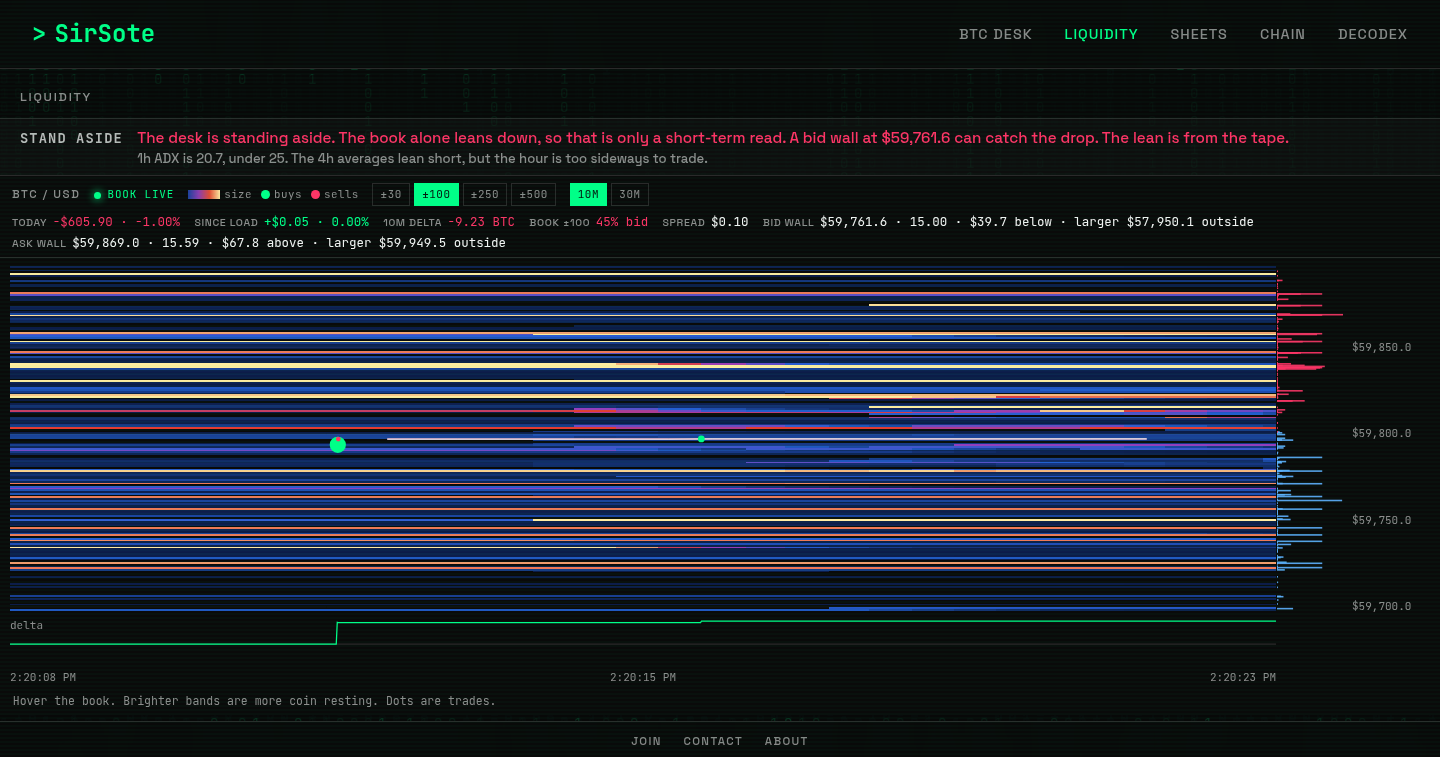 > SirSote
BTC DESK LIQUIDITY SHEETS CHAIN DECODEX
LIQUIDITY
STAND ASIDE The desk is standing aside. The book alone leans down, so that is only a short-term read. A bid wall at $59,761.6 can catch the drop. The lean is from the tape.
1h ADX is 20.7, under 25. The 4h averages lean short, but the hour is too sideways to trade.
BTC / USD BOOK LIVE size buys sells ±30 ±100 ±250 ±500 10M 30M
TODAY -$605.90 · -1.00% SINCE LOAD +$0.05 · 0.00% 10M DELTA -9.23 BTC BOOK ±100 45% bid SPREAD $0.10 BID WALL $59,761.6 · 15.00 · $39.7 below · larger $57,950.1 outside
ASK WALL $59,869.0 · 15.59 · $67.8 above · larger $59,949.5 outside
$59,850.0
$59,800.0
$59,750.0
$59,700.0
delta
2:20:08 PM 2:20:15 PM 2:20:23 PM
Hover the book. Brighter bands are more coin resting. Dots are trades.
JOIN CONTACT ABOUT